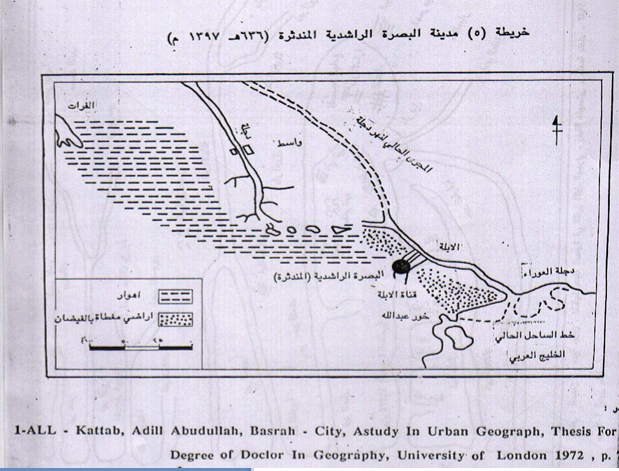 خريطة (٥) مدينة البصرة الراشدية المندثرة (٦٣٦هـ ١٣٩٧ م)
الفرات
دجلة
واسط
المجرى الحالي لنهر دجلة
الابلة
دجلة العوراء
البصرة الراشدية (المندثرة)
قناة الابلة
خور عبدالله
خط الساحل الحالي
الخليج العربي
اهوار
اراضي مغطاة بالفيضان
1-ALL - Kattab, Adill Abudullah, Basrah - City, Astudy In Urban Geograph, Thesis For
Degree of Doctor In Geography, University of London 1972 , p.